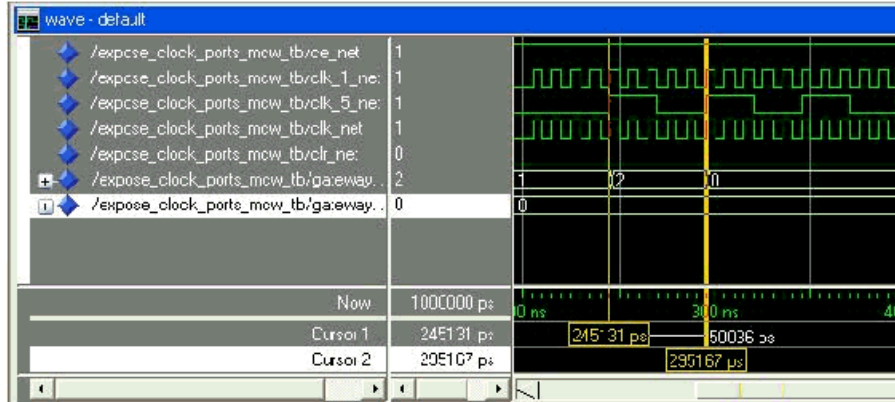 wave - default
/expose_clock_ports_mcw_tb/ce_net 1
/expose_clock_ports_mcw_tb/clk_1_ne: 1
/expose_clock_ports_mcw_tb/clk_5_ne: 1
/expose_clock_ports_mcw_tb/clk_net 1
/expose_clock_ports_mcw_tb/clr_ne: 0
/expose_clock_ports_mcw_tb/gateway... 2 1 2 0
/expose_clock_ports_mcw_tb/gateway... 0 0
Now 1000000 ps 300 ns
Cursor 1 245131 ps 245131 ps 50036 ps
Cursor 2 295167 ps 295167 ps